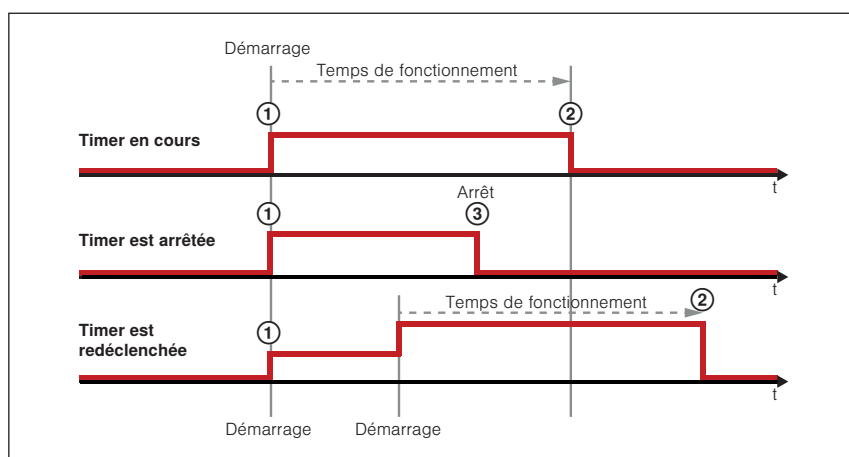 Démarrage
Temps de fonctionnement
1
2
Timer en cours
t
Arrêt
1
3
Timer est arrêtée
t
Temps de fonctionnement
2
1
Timer est
redéclenchée
t
Démarrage
Démarrage